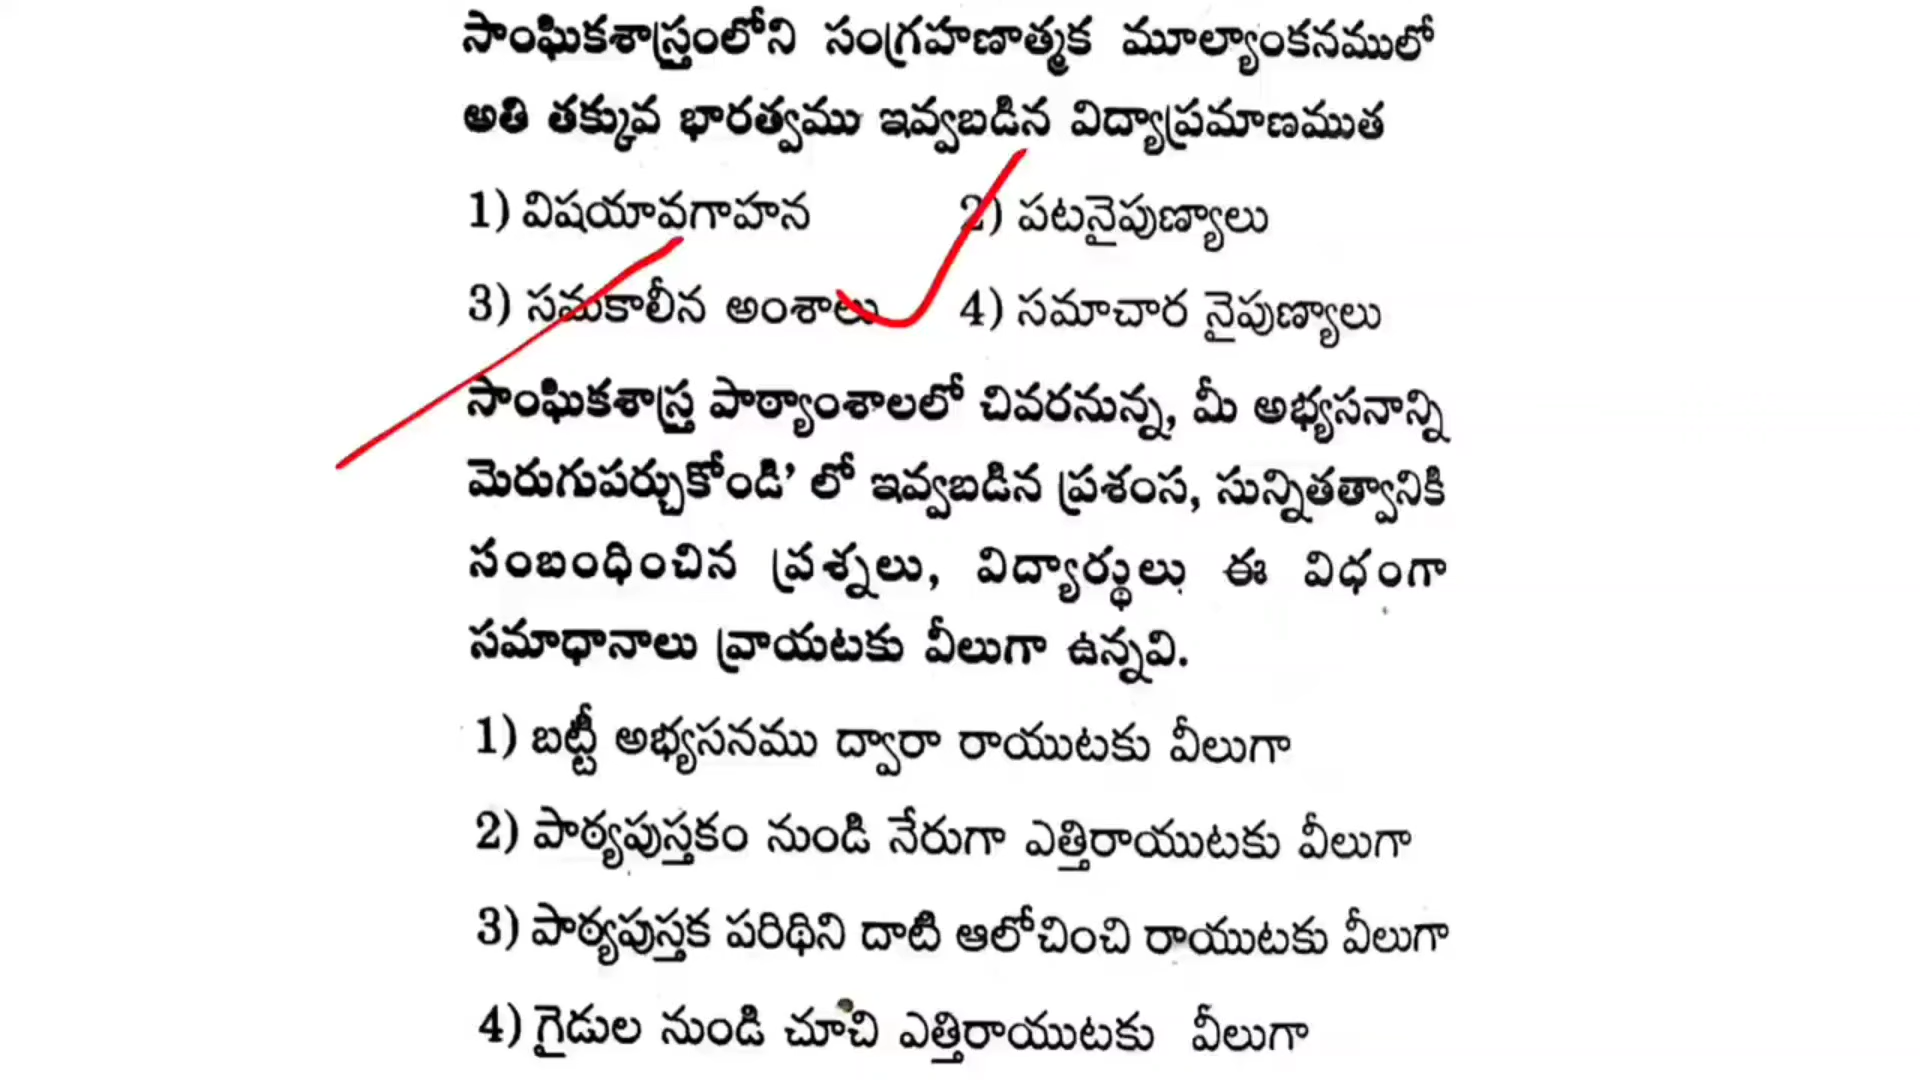 సాంఘికశాస్త్రంలోని సంగ్రహణాత్మక మూల్యాంకనములో
అతి తక్కువ భారత్వము ఇవ్వబడిన విద్యాప్రమాణముత
1) విషయావగాహన 2) పటనైపుణ్యాలు
3) సమకాలీన అంశాలు 4) సమాచార నైపుణ్యాలు
సాంఘికశాస్త్ర పాఠ్యాంశాలలో చివరనున్న, మీ అభ్యసనాన్ని
మెరుగుపర్చుకోండి' లో ఇవ్వబడిన ప్రశంస, సున్నితత్వానికి
సంబంధించిన ప్రశ్నలు, విద్యార్థులు ఈ విధంగా
సమాధానాలు వ్రాయటకు వీలుగా ఉన్నవి.
1) బట్టీ అభ్యసనము ద్వారా రాయుటకు వీలుగా
2) పాఠ్యపుస్తకం నుండి నేరుగా ఎత్తిరాయుటకు వీలుగా
3) పాఠ్యపుస్తక పరిథిని దాటి ఆలోచించి రాయుటకు వీలుగా
4) గైడుల నుండి చూచి ఎత్తిరాయుటకు వీలుగా